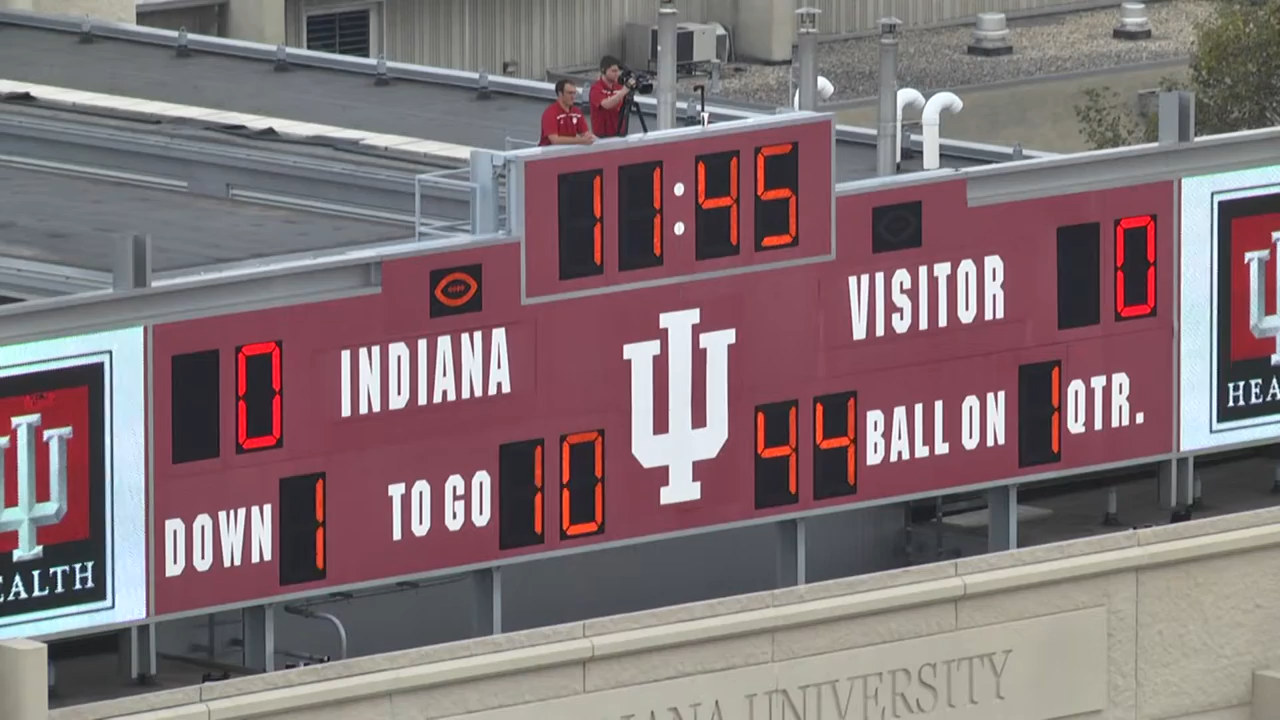 11:45
0 INDIANA
VISITOR 0
IU
DOWN 1 TO GO 10
44 BALL ON 1 QTR.
EALTH
HEA
IANA UNIVERSITY